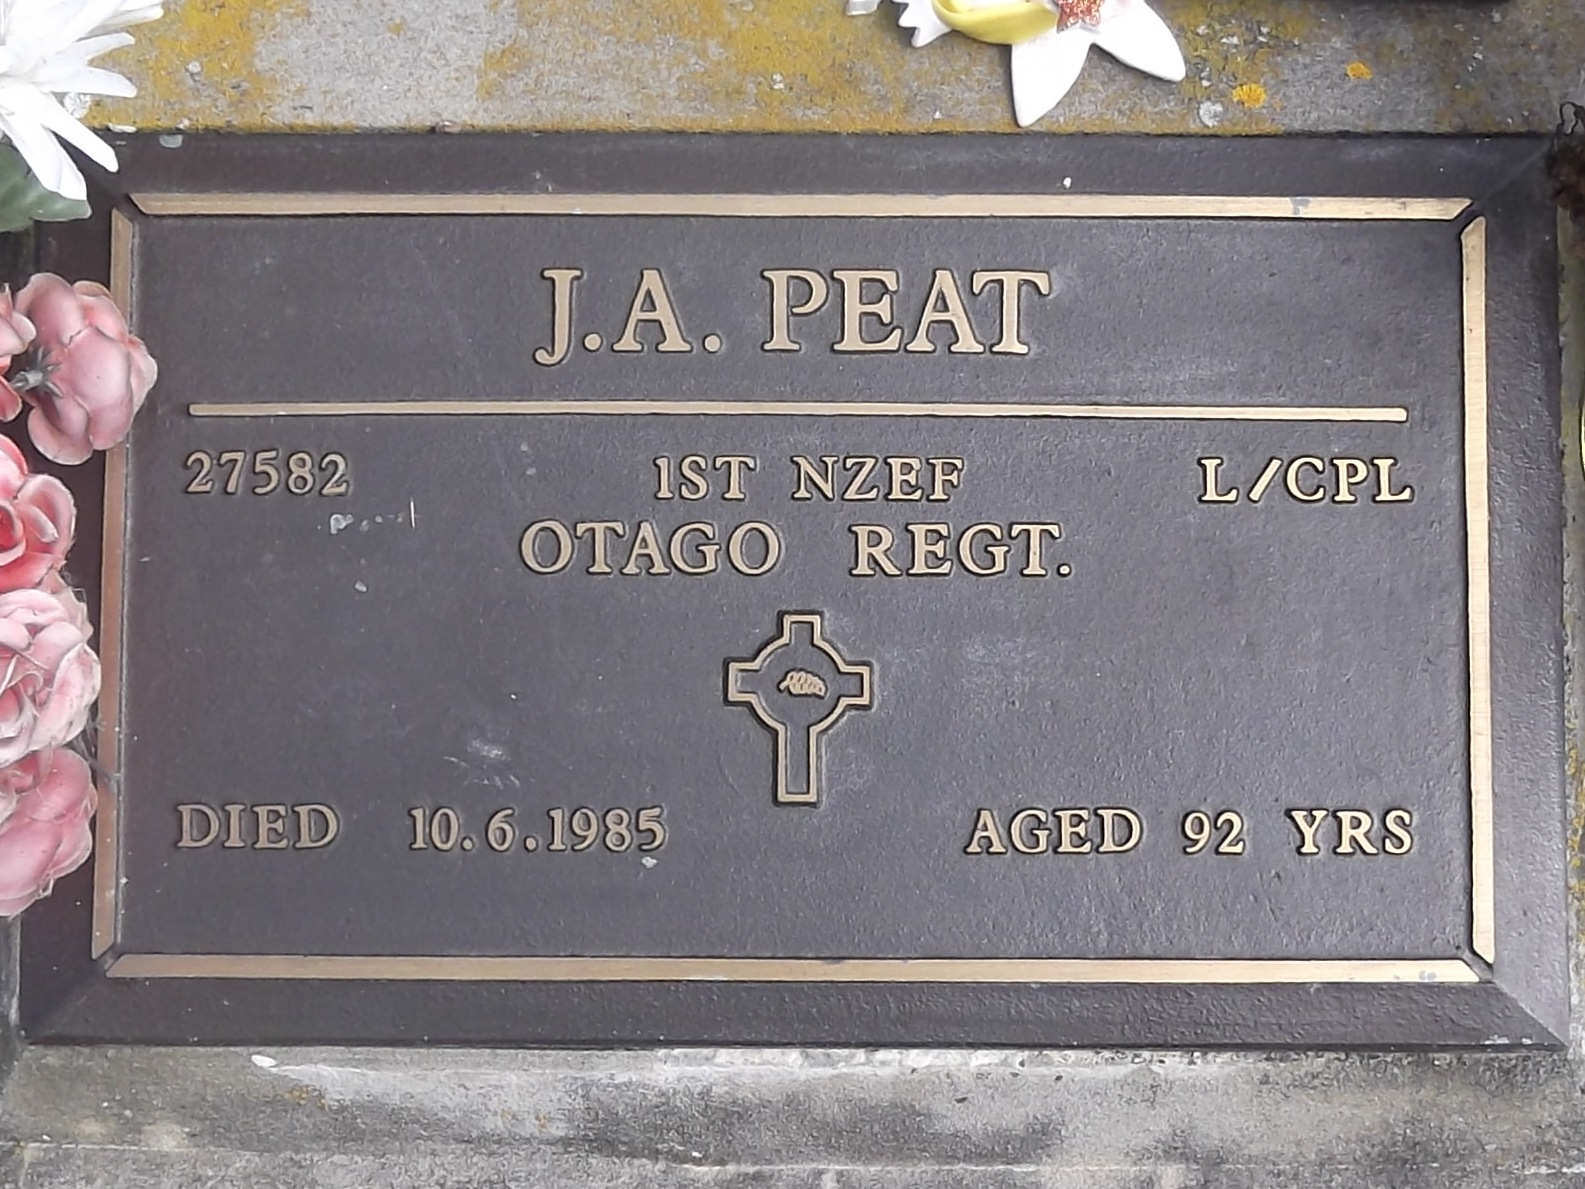 J.A. PEAT
27582 1ST NZEF L/CPL
OTAGO REGT.
DIED 10.6.1985 AGED 92 YRS